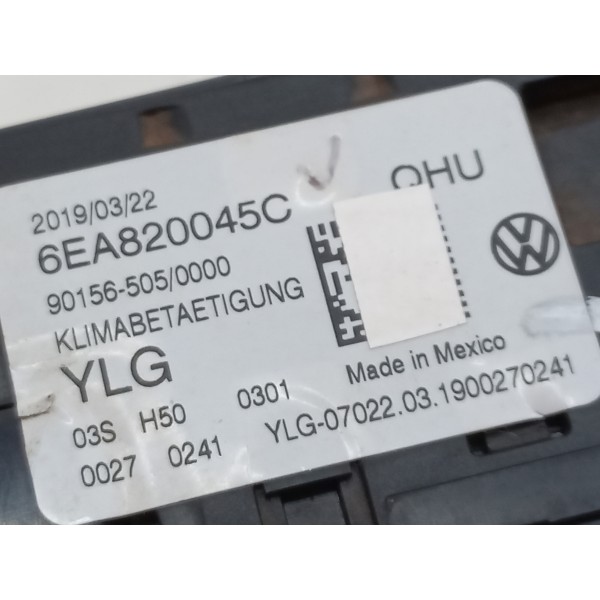 2019/03/22
6EA820045C
QHU
90156-505/0000
KLIMABETAETIGUNG
YLG
Made in Mexico
03S H50 0301
YLG-07022.03.1900270241
0027 0241